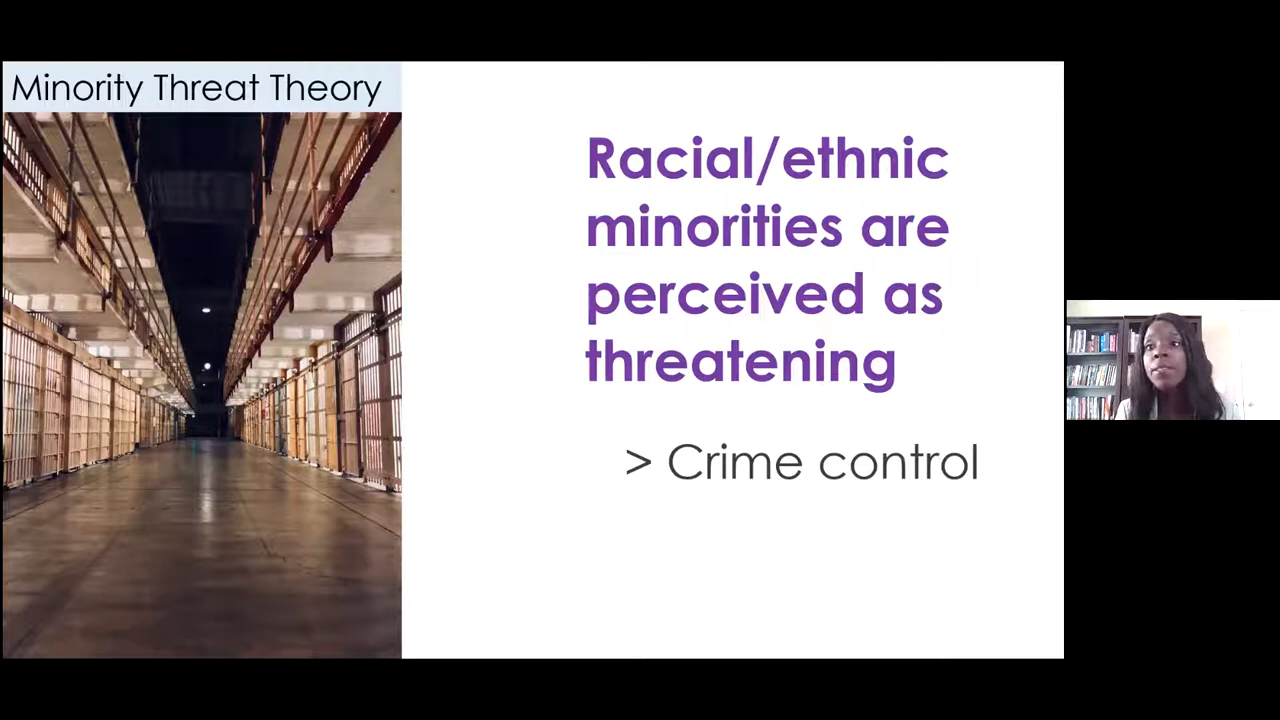 Minority Threat Theory
Racial/ethnic
minorities are
perceived as
threatening
> Crime control